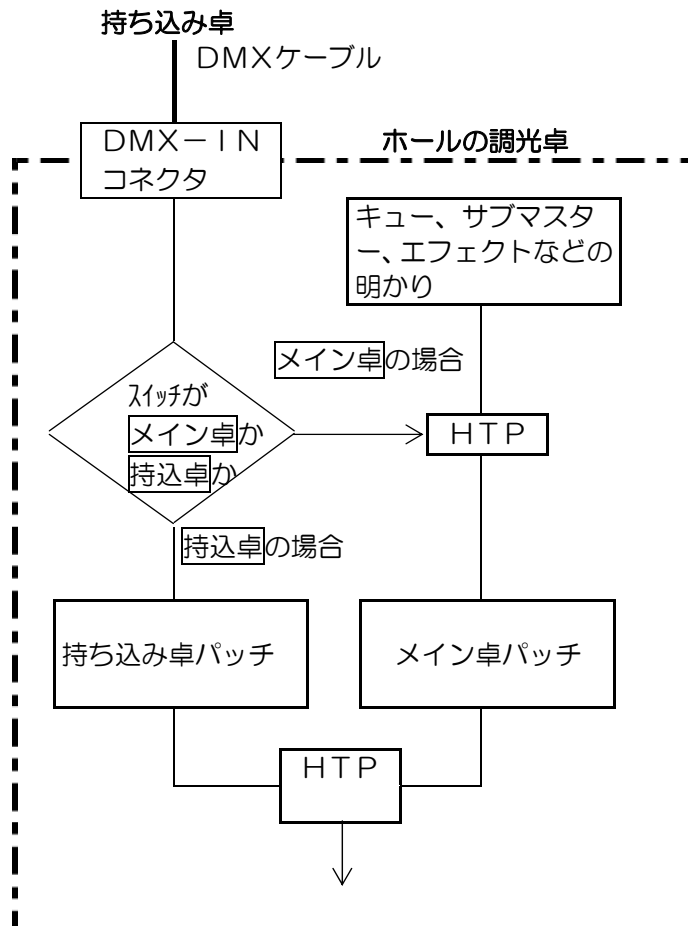 持ち込み卓
ＤＭＸケーブル
ＤＭＸ－ＩＮ
コネクタ
ホールの調光卓
キュー、サブマスタ
ー、エフェクトなどの
明かり
メイン卓の場合
ｽｲｯﾁが
メイン卓か
持込卓か
ＨＴＰ
持込卓の場合
持ち込み卓パッチ
メイン卓パッチ
ＨＴＰ